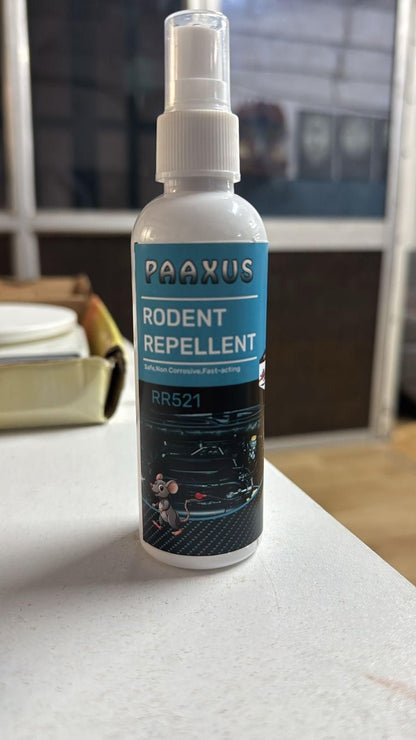 PAAXUS
RODENT
REPELLENT
Safe,Non Corrosive,Fast-acting
RR521